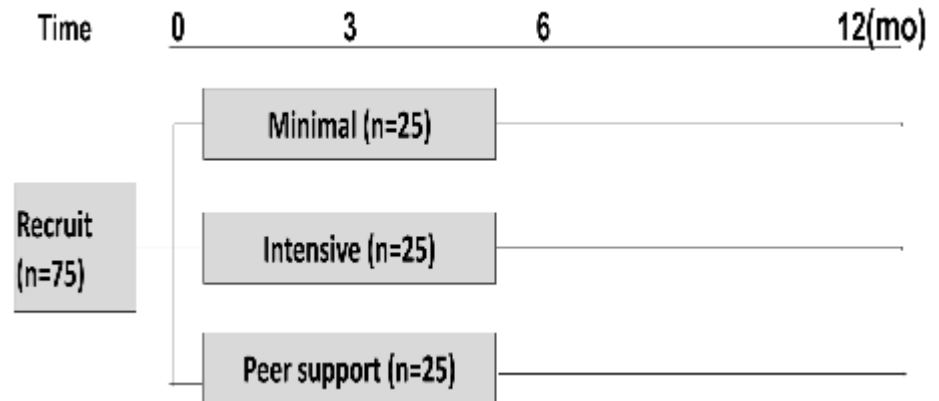 Time 0 3 6 12(mo)
Minimal (n=25)
Recruit
(n=75)
Intensive (n=25)
Peer support (n=25)